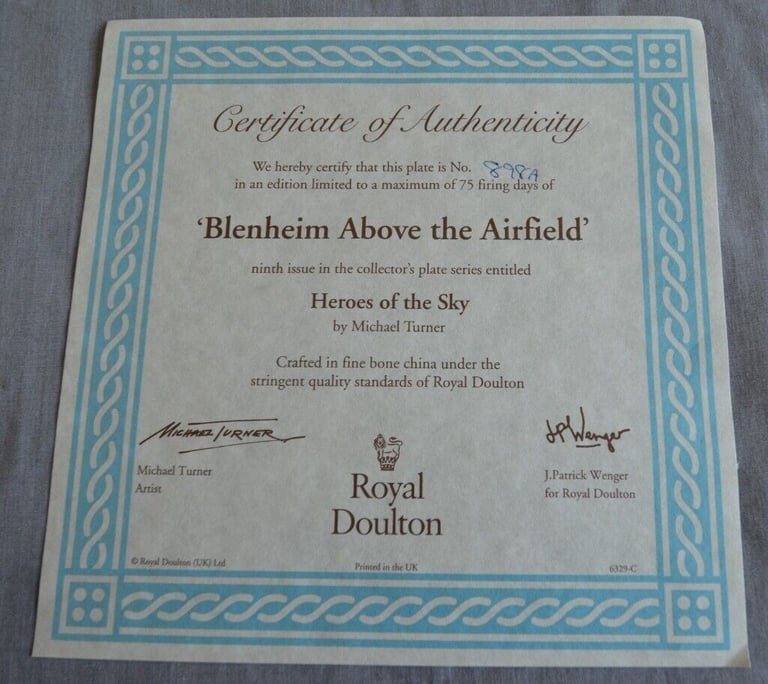 Certificate of Authenticity
We hereby certify that this plate is No. 898A
in an edition limited to a maximum of 75 firing days of
‘Blenheim Above the Airfield’
ninth issue in the collector’s plate series entitled
Heroes of the Sky
by Michael Turner
Crafted in fine bone china under the
stringent quality standards of Royal Doulton
MICHAEL TURNER
Michael Turner
Artist
Royal
Doulton
JPWenger
J.Patrick Wenger
for Royal Doulton
© Royal Doulton (UK) Ltd
Printed in the UK
6329-C